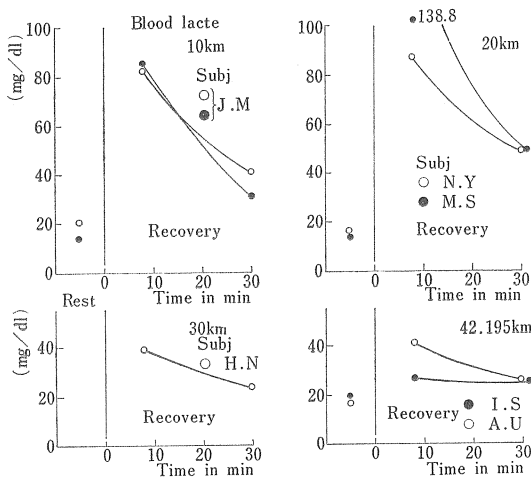 Blood lacte
(mg/dl)
10km
Subj
J.M
100
80
60
40
20
0
Recovery
0 10 20 30
Time in min
Rest
138.8
20km
100
80
60
40
20
0
Subj
N.Y
M.S
Recovery
0 10 20 30
Time in min
(mg/dl)
30km
Subj
H.N
40
20
0
Recovery
0 10 20 30
Time in min
42.195km
40
20
0
Recovery
I.S
A.U
0 10 20 30
Time in min